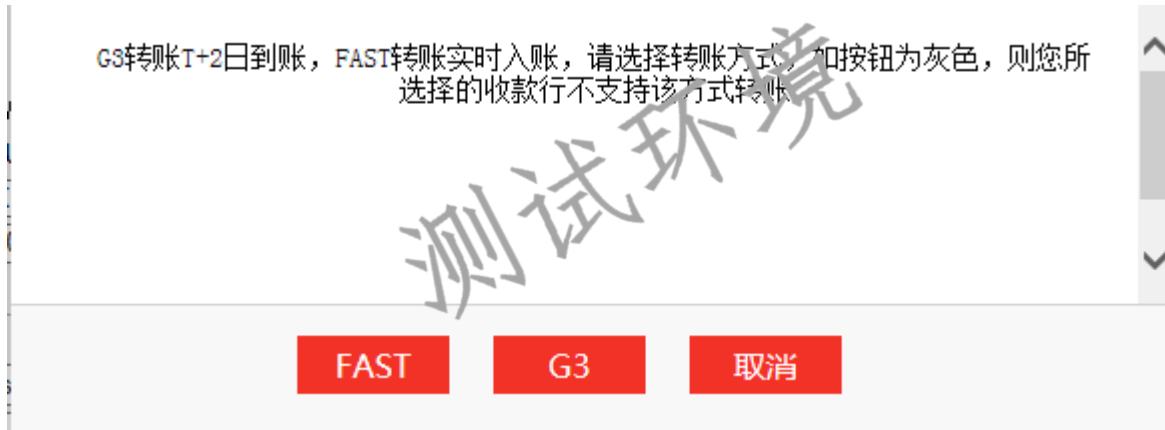 G3转账T+2日到账，FAST转账实时入账，请选择转账方式，如按钮为灰色，则您所
选择的收款行不支持该方式转账
测试环境
FAST
G3
取消